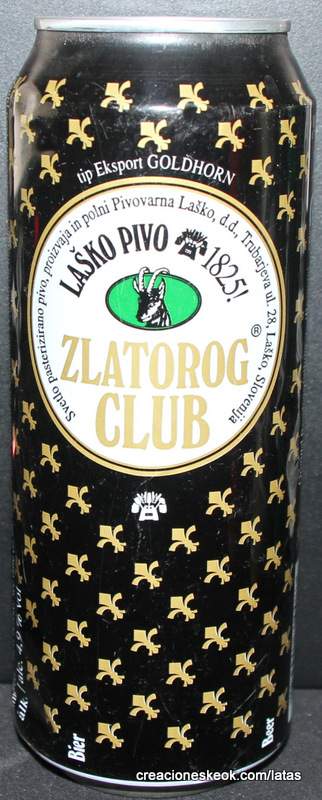 tip Eksport GOLDHORN
Svetlo pasterizirano pivo, proizvaja in polni Pivovarna Laško, d.d., Trubarjeva ul. 28, Laško, Slovenija
LAŠKO PIVO 1825!
ZLATOROG®
CLUB
alk./alc. 4,9 % vol
Bier
Beer
creacioneskeok.com/latas